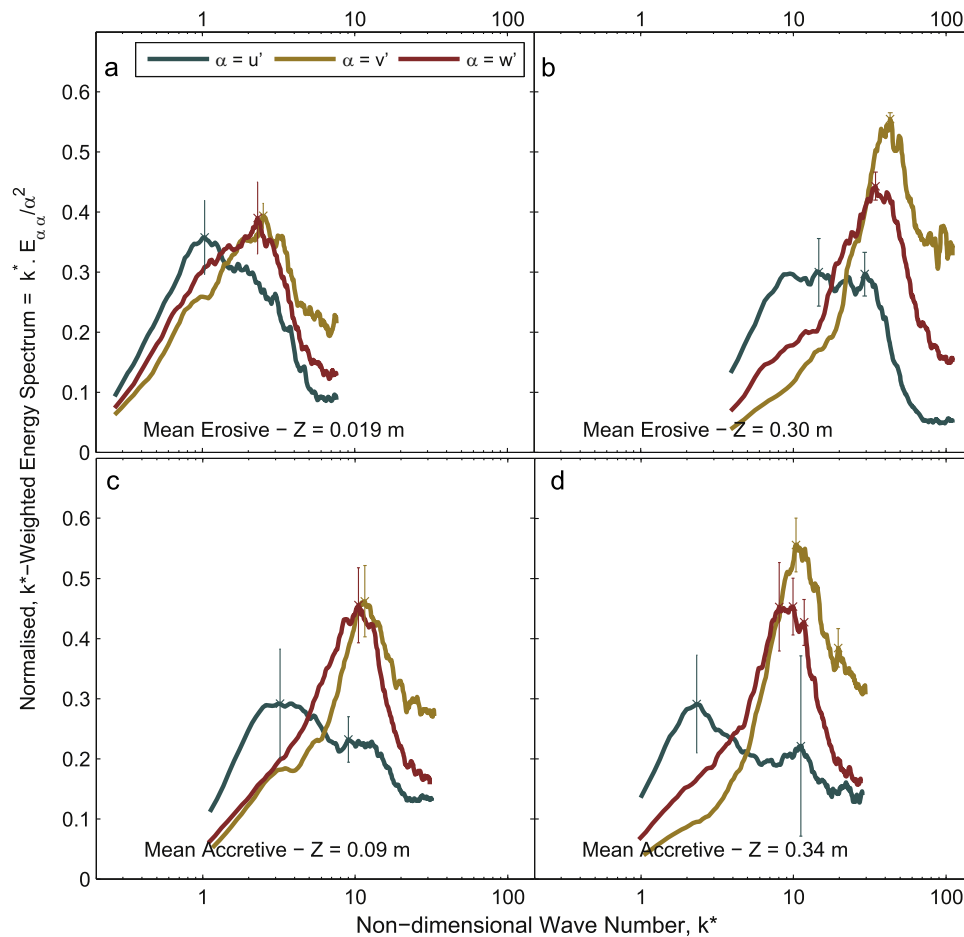 1 10 100 1 10 100
a b
α = u' α = v' α = w'
0.6
0.5
0.4
0.3
0.2
0.1
0
Mean Erosive − Z = 0.019 m Mean Erosive − Z = 0.30 m
Normalised, k*−Weighted Energy Spectrum = k*. E_αα/α²
c d
0.6
0.5
0.4
0.3
0.2
0.1
0
Mean Accretive − Z = 0.09 m Mean Accretive − Z = 0.34 m
1 10 100 1 10 100
Non−dimensional Wave Number, k*